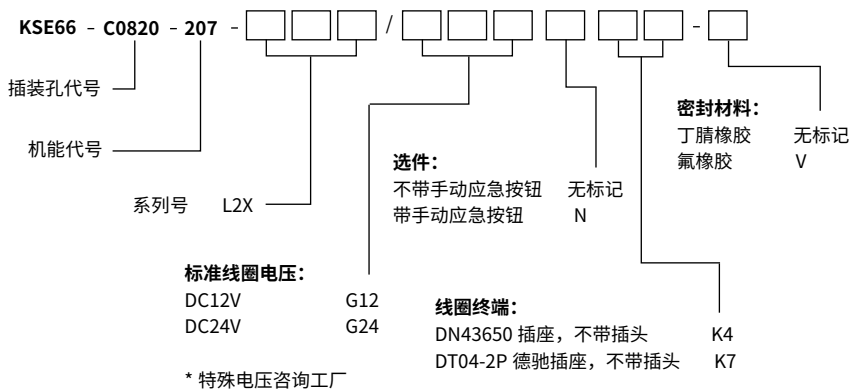 KSE66 - C0820 - 207 - / -
插装孔代号
机能代号
系列号 L2X
密封材料：
丁腈橡胶 无标记
氟橡胶 V
选件：
不带手动应急按钮 无标记
带手动应急按钮 N
标准线圈电压：
DC12V G12
DC24V G24
* 特殊电压咨询工厂
线圈终端：
DN43650 插座，不带插头 K4
DT04-2P 德驰插座，不带插头 K7